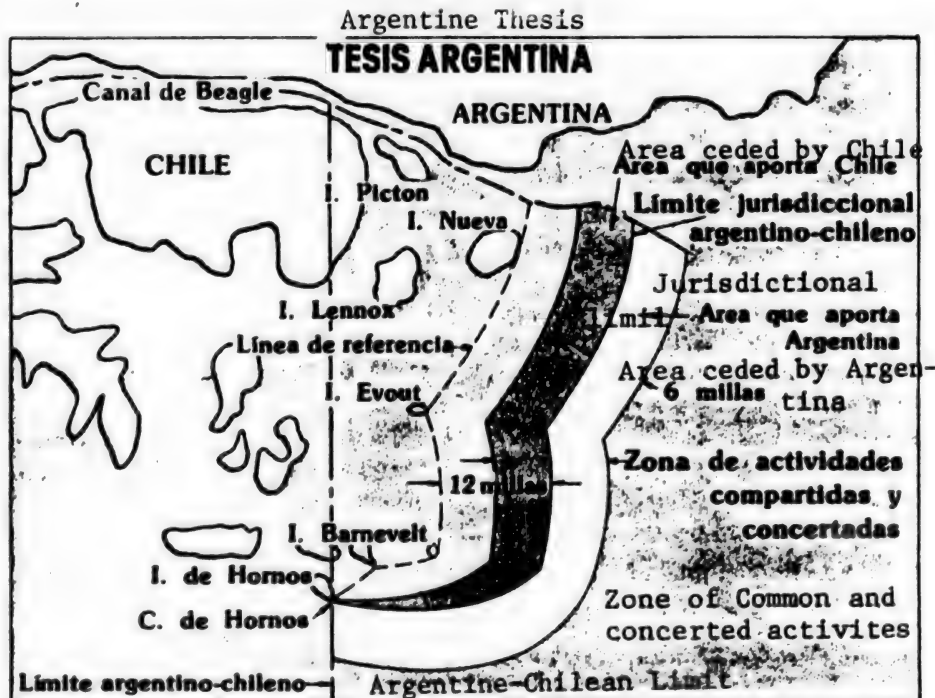 Argentine Thesis
TESIS ARGENTINA
Canal de Beagle
ARGENTINA
CHILE
Area ceded by Chile
Area que aporta Chile
I. Picton
Límite jurisdiccional
argentino-chileno
I. Nueva
Jurisdictional
I. Lennox
limit
Area que aporta
Argentina
Línea de referencia
Area ceded by Argen-
tina
6 millas
I. Evout
Zona de actividades
compartidas y
concertadas
12 millas
I. Barnevelt
I. de Hornos
C. de Hornos
Zone of Common and
concerted activites
Límite argentino-chileno
Argentine-Chilean Limit